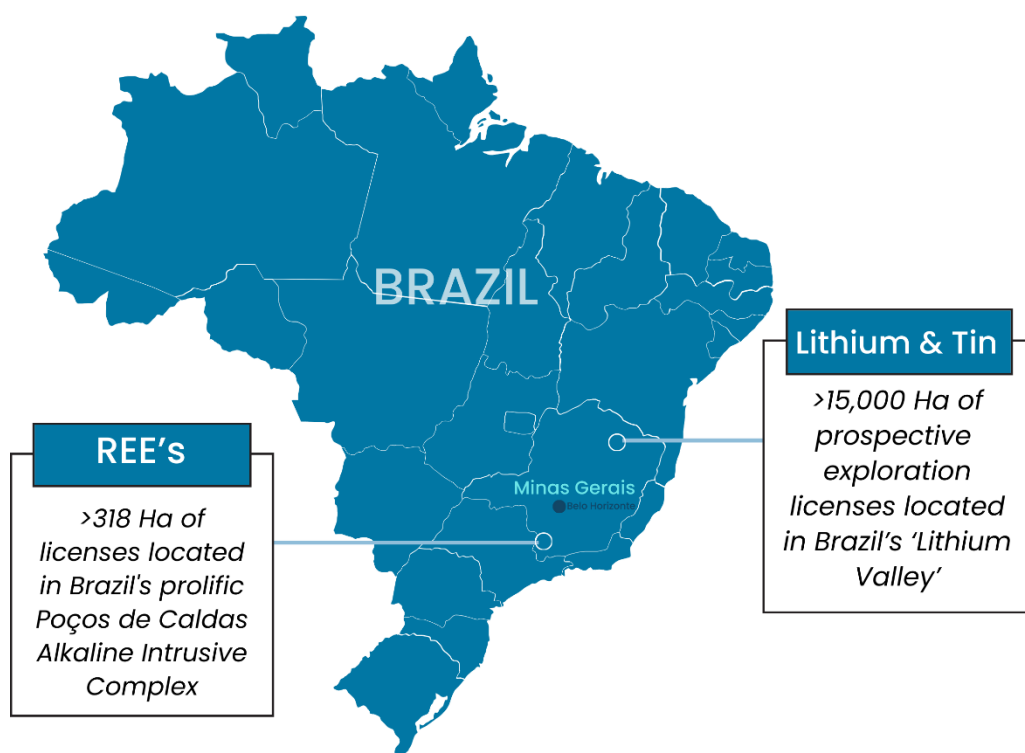 BRAZIL
Lithium & Tin
>15,000 Ha of
prospective
exploration
licenses located
in Brazil's ‘Lithium
Valley’
REE’s
>318 Ha of
licenses located
in Brazil's prolific
Poços de Caldas
Alkaline Intrusive
Complex
Minas Gerais
Belo Horizonte